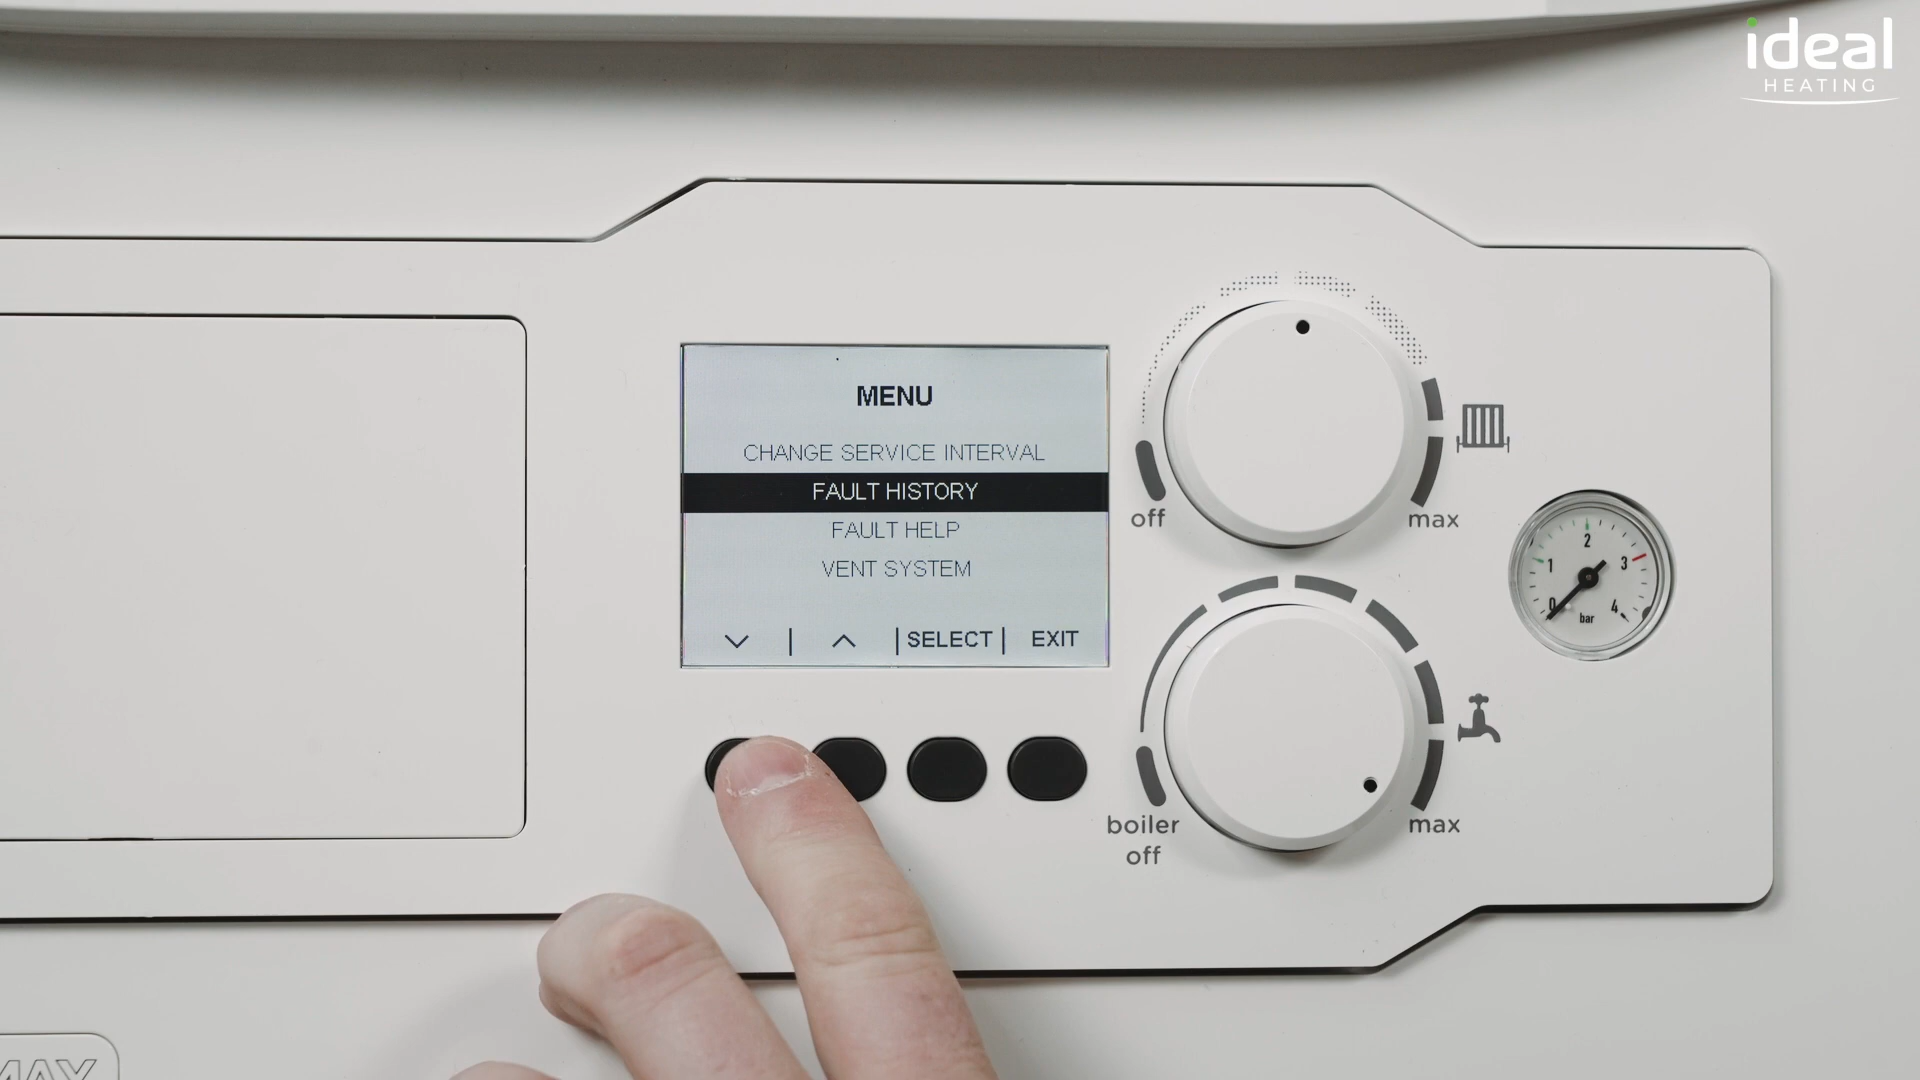 ideal
HEATING
MENU
CHANGE SERVICE INTERVAL
FAULT HISTORY
FAULT HELP
VENT SYSTEM
SELECT
EXIT
off
max
boiler
off
max
0
1
2
3
4
bar
MAX